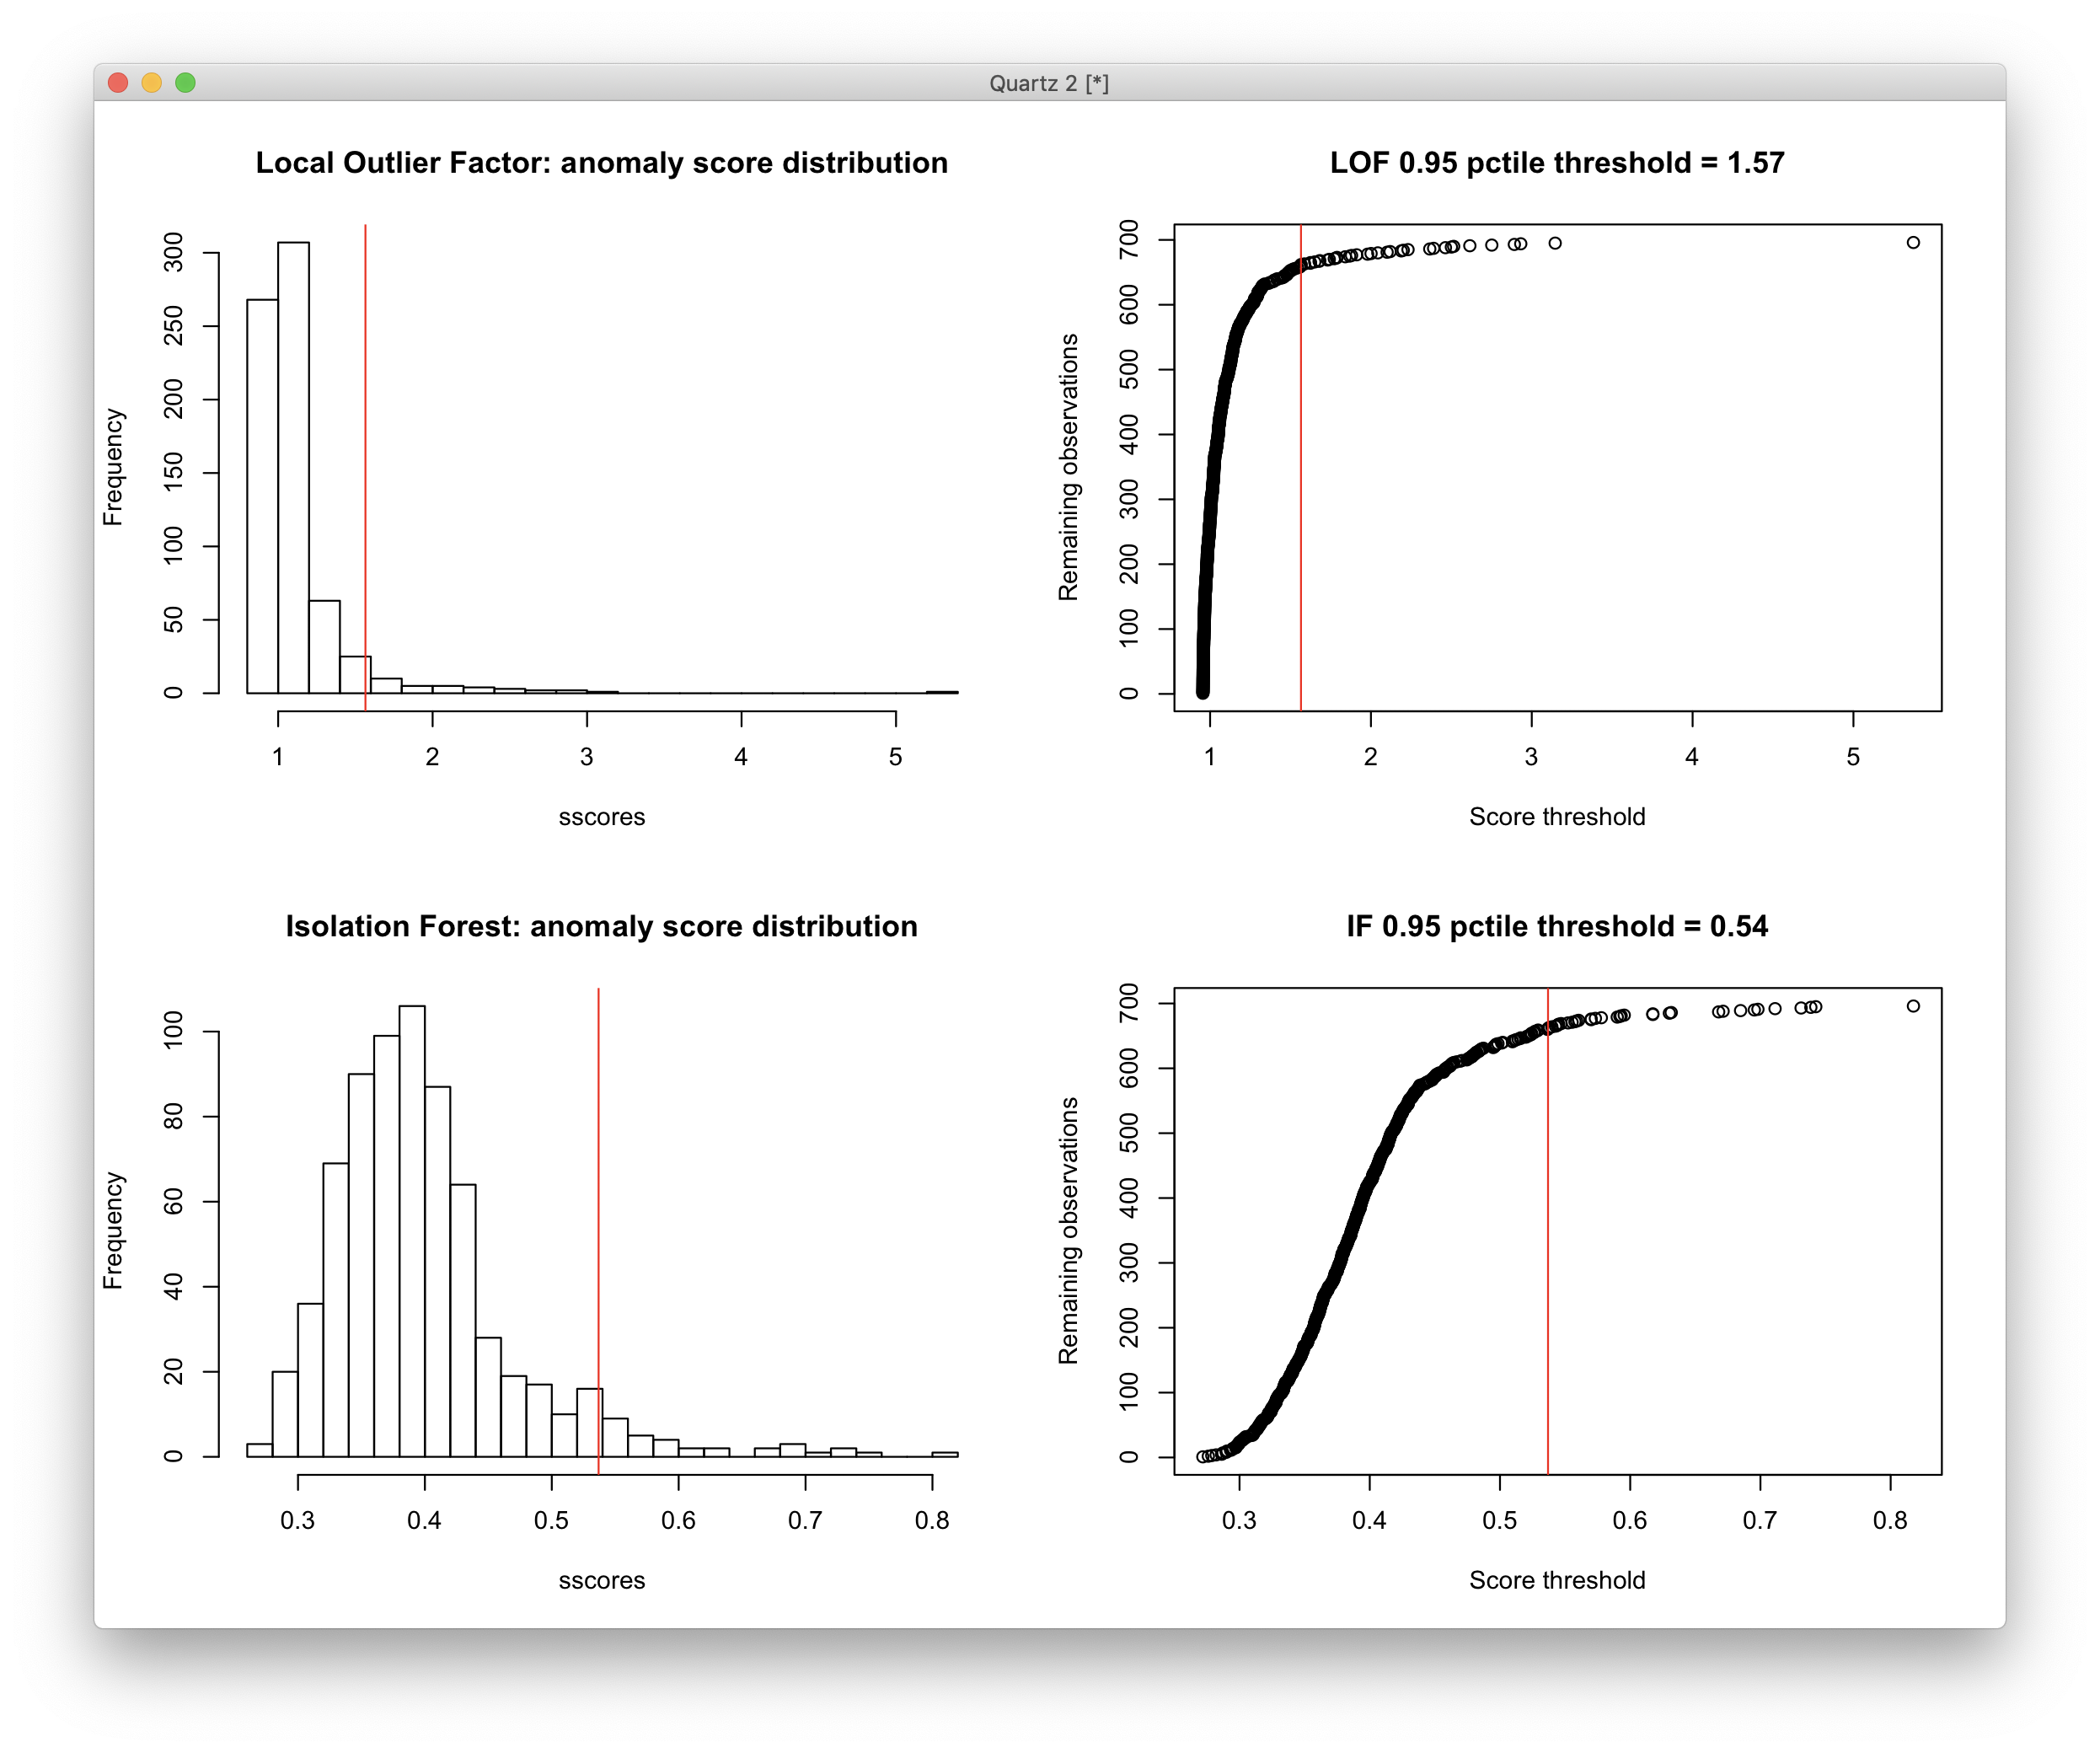 Quartz 2 [*]
Local Outlier Factor: anomaly score distribution
Frequency
0 50 100 150 200 250 300
1 2 3 4 5
sscores
LOF 0.95 pctile threshold = 1.57
Remaining observations
0 100 200 300 400 500 600 700
1 2 3 4 5
Score threshold
Isolation Forest: anomaly score distribution
Frequency
0 20 40 60 80 100
0.3 0.4 0.5 0.6 0.7 0.8
sscores
IF 0.95 pctile threshold = 0.54
Remaining observations
0 100 200 300 400 500 600 700
0.3 0.4 0.5 0.6 0.7 0.8
Score threshold